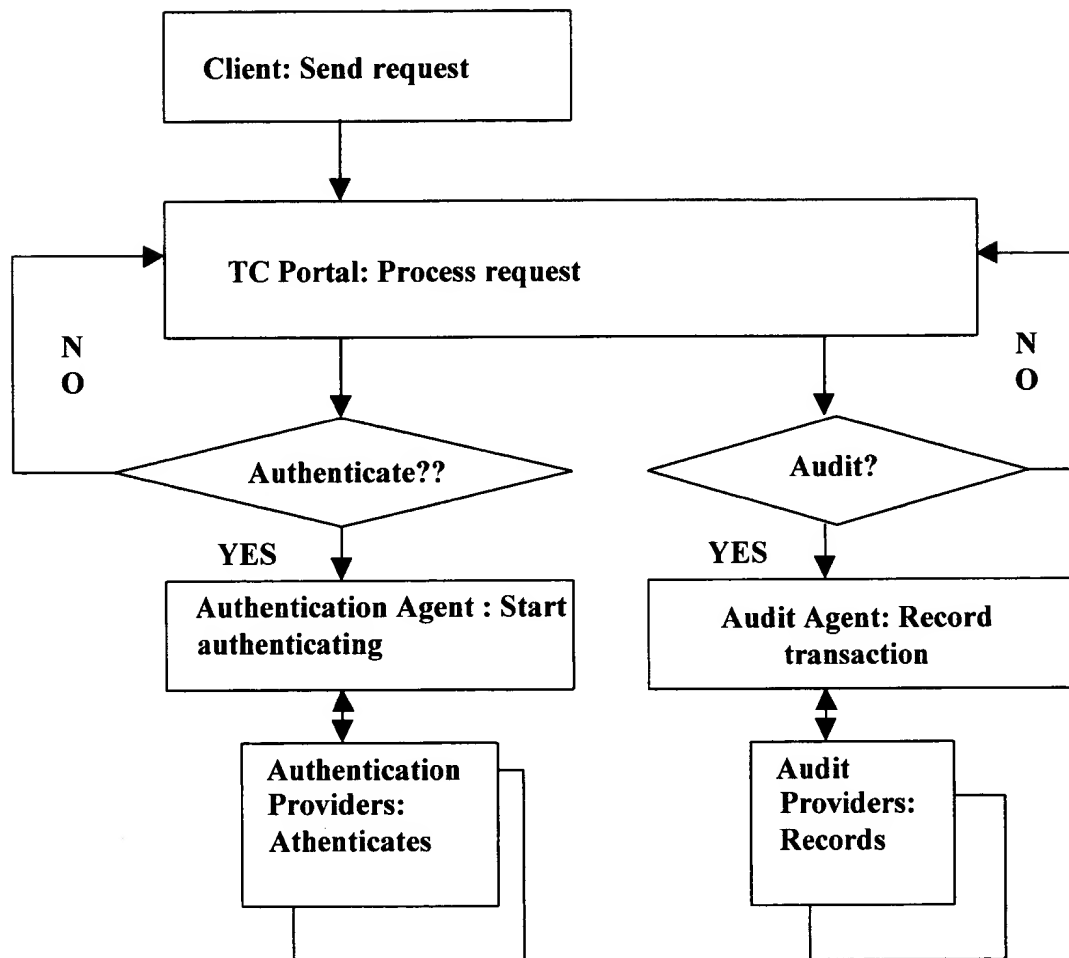 Client: Send request
TC Portal: Process request
N
O
N
O
Authenticate??
Audit?
YES
YES
Authentication Agent : Start
authenticating
Audit Agent: Record
transaction
Authentication
Providers:
Athenticates
Audit
Providers:
Records